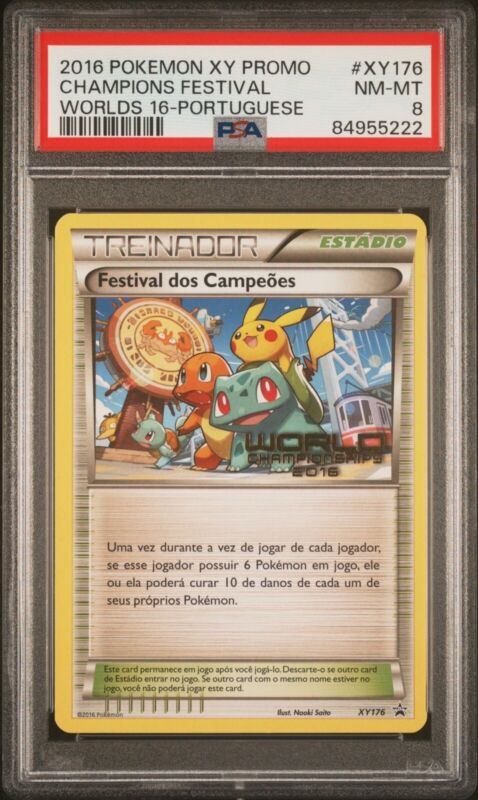 2016 POKEMON XY PROMO #XY176
CHAMPIONS FESTIVAL NM-MT
WORLDS 16-PORTUGUESE 8
PSA 84955222
TREINADOR ESTÁDIO
Festival dos Campeões
WORLD
CHAMPIONSHIPS
2016
Uma vez durante a vez de jogar de cada jogador,
se esse jogador possuir 6 Pokémon em jogo, ele
ou ela poderá curar 10 de danos de cada um de
seus próprios Pokémon.
Este card permanece em jogo após você jogá-lo. Descarte-o se outro card
de Estádio entrar no jogo. Se outro card com o mesmo nome estiver no
jogo, você não poderá jogar este card.
©2016 Pokémon Ilust. Naoki Saito XY176